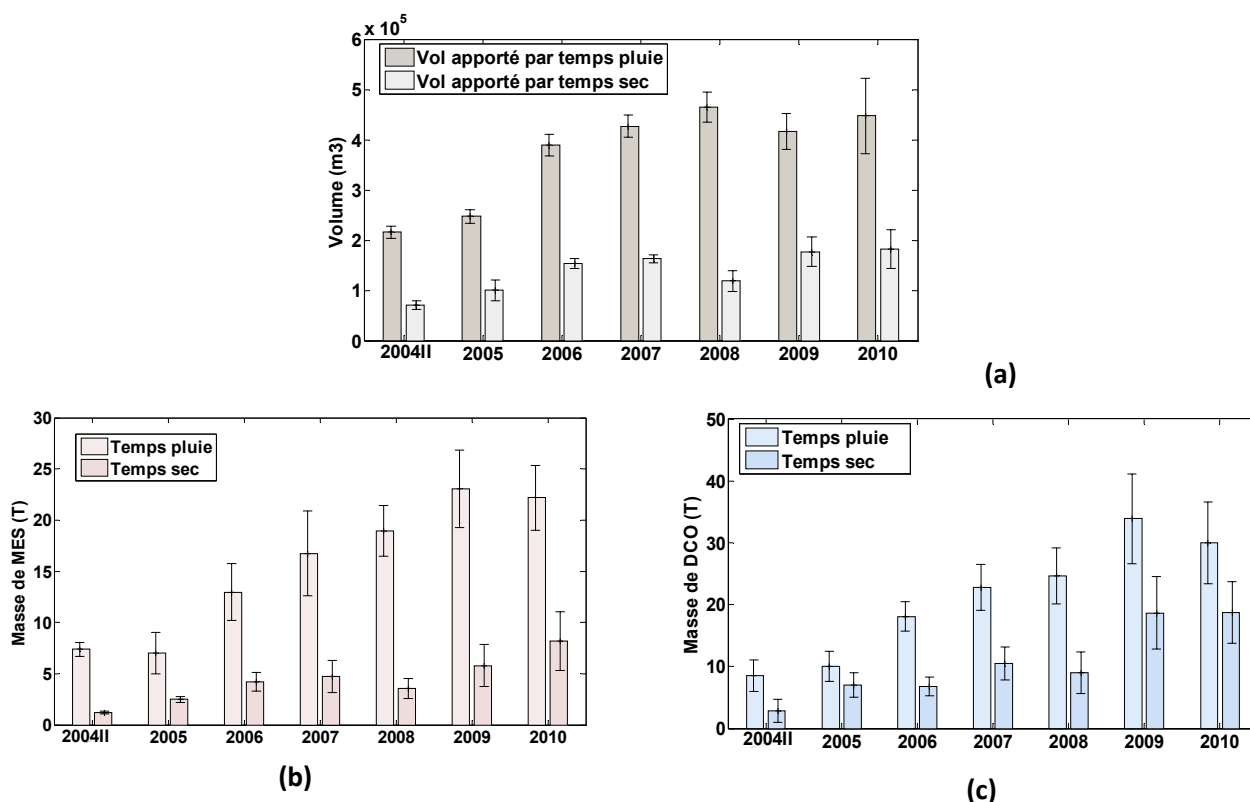 x 10⁵
6
5
4
3
2
1
0
Volume (m3)
Vol apporté par temps pluie
Vol apporté par temps sec
2004II 2005 2006 2007 2008 2009 2010
(a)
30
25
20
15
10
5
0
Masse de MES (T)
Temps pluie
Temps sec
2004II 2005 2006 2007 2008 2009 2010
(b)
50
40
30
20
10
0
Masse de DCO (T)
Temps pluie
Temps sec
2004II 2005 2006 2007 2008 2009 2010
(c)